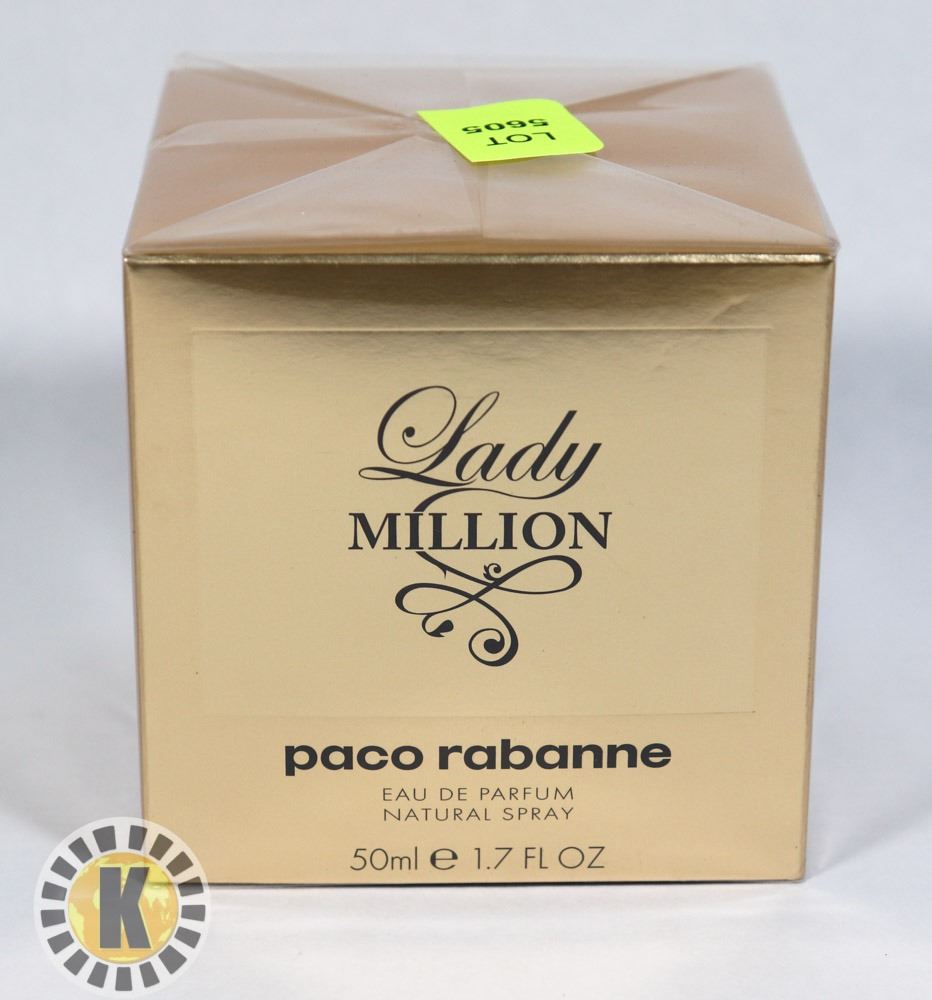 LOT
5605
Lady
MILLION
paco rabanne
EAU DE PARFUM
NATURAL SPRAY
50ml e 1.7 FL OZ
K